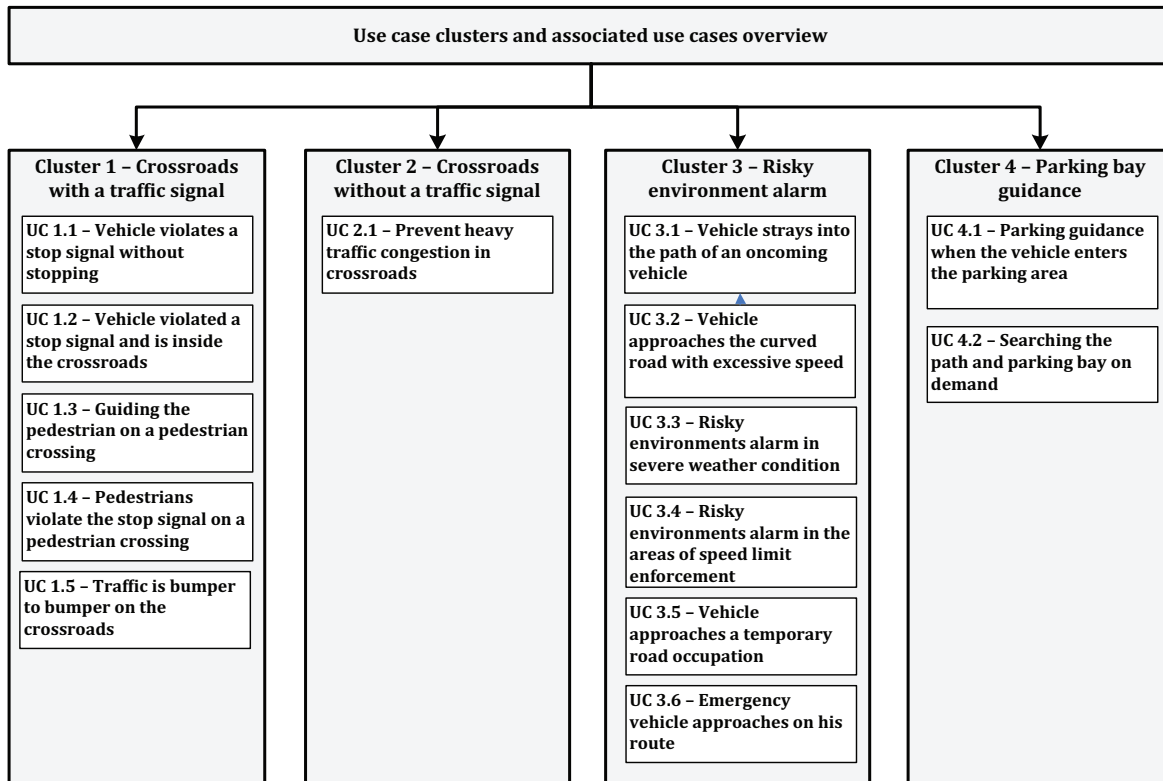 Use case clusters and associated use cases overview
Cluster 1 – Crossroads
with a traffic signal
UC 1.1 – Vehicle violates a
stop signal without
stopping
UC 1.2 – Vehicle violated a
stop signal and is inside
the crossroads
UC 1.3 – Guiding the
pedestrian on a pedestrian
crossing
UC 1.4 – Pedestrians
violate the stop signal on a
pedestrian crossing
UC 1.5 – Traffic is bumper
to bumper on the
crossroads
Cluster 2 – Crossroads
without a traffic signal
UC 2.1 – Prevent heavy
traffic congestion in
crossroads
Cluster 3 – Risky
environment alarm
UC 3.1 – Vehicle strays into
the path of an oncoming
vehicle
UC 3.2 – Vehicle
approaches the curved
road with excessive speed
UC 3.3 – Risky
environments alarm in
severe weather condition
UC 3.4 – Risky
environments alarm in the
areas of speed limit
enforcement
UC 3.5 – Vehicle
approaches a temporary
road occupation
UC 3.6 – Emergency
vehicle approaches on his
route
Cluster 4 – Parking bay
guidance
UC 4.1 – Parking guidance
when the vehicle enters
the parking area
UC 4.2 – Searching the
path and parking bay on
demand